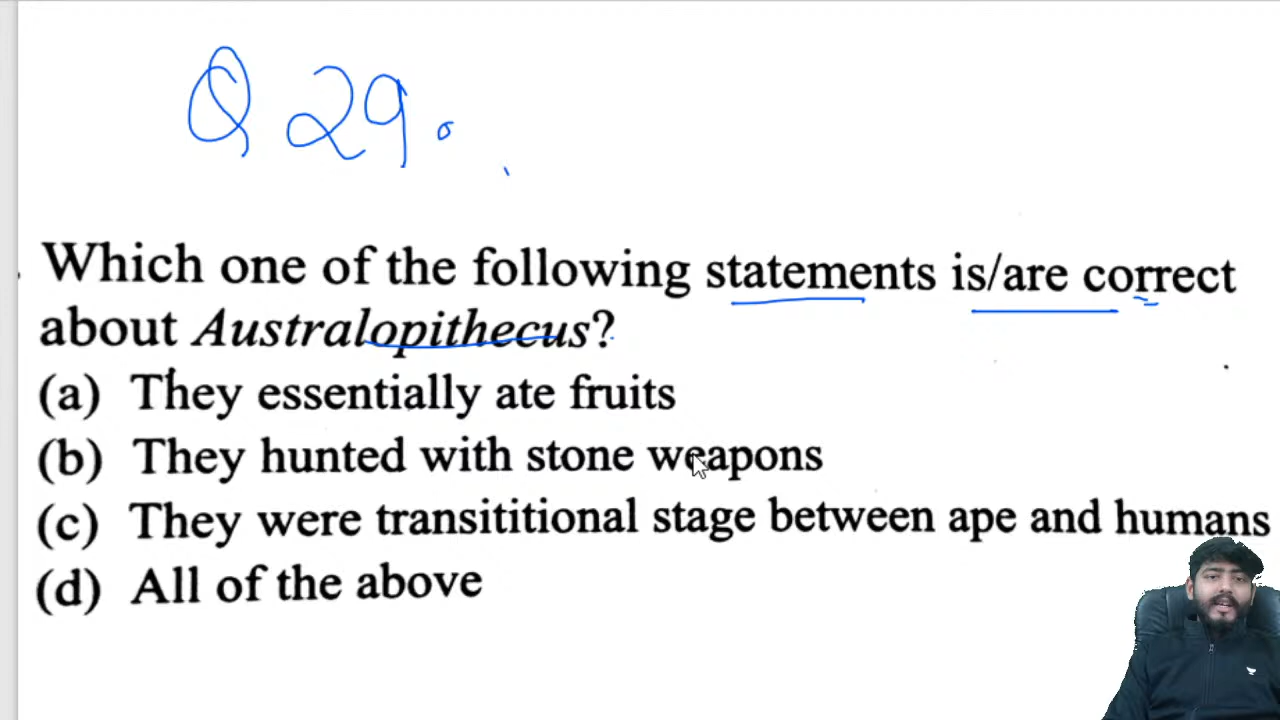 Q 29.
Which one of the following statements is/are correct
about Australopithecus?
(a) They essentially ate fruits
(b) They hunted with stone weapons
(c) They were transititional stage between ape and humans
(d) All of the above